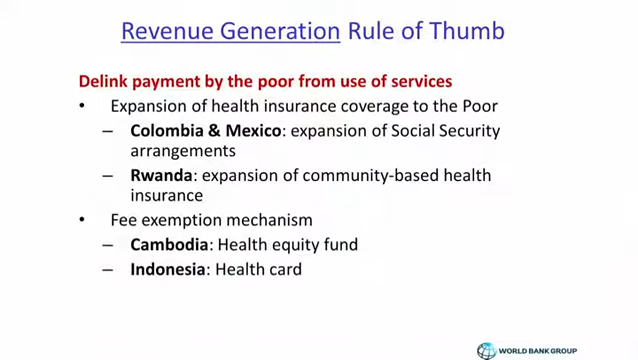 Revenue Generation Rule of Thumb
Delink payment by the poor from use of services
• Expansion of health insurance coverage to the Poor
– Colombia & Mexico: expansion of Social Security
arrangements
– Rwanda: expansion of community-based health
insurance
• Fee exemption mechanism
– Cambodia: Health equity fund
– Indonesia: Health card
WORLD BANK GROUP